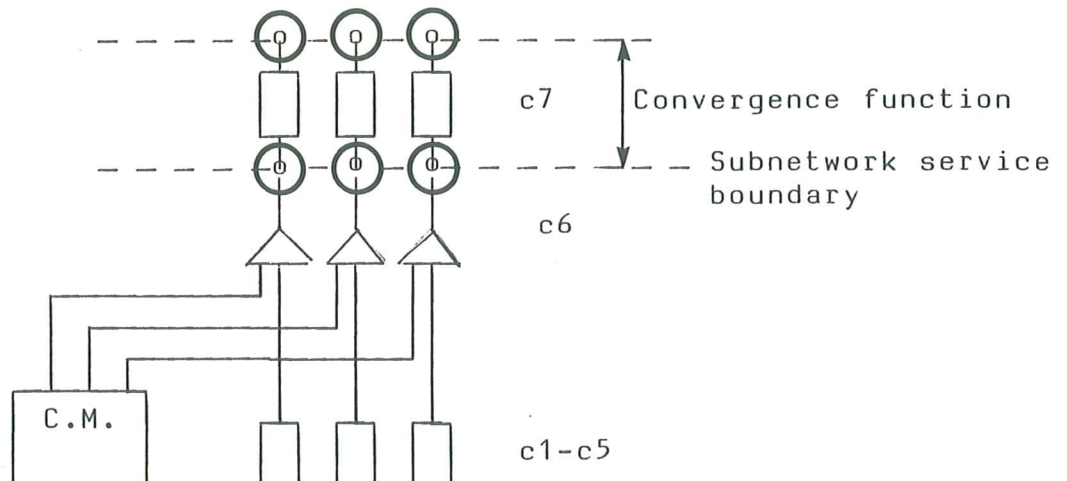 c7
Convergence function
Subnetwork service
boundary
c6
C.M.
c1-c5